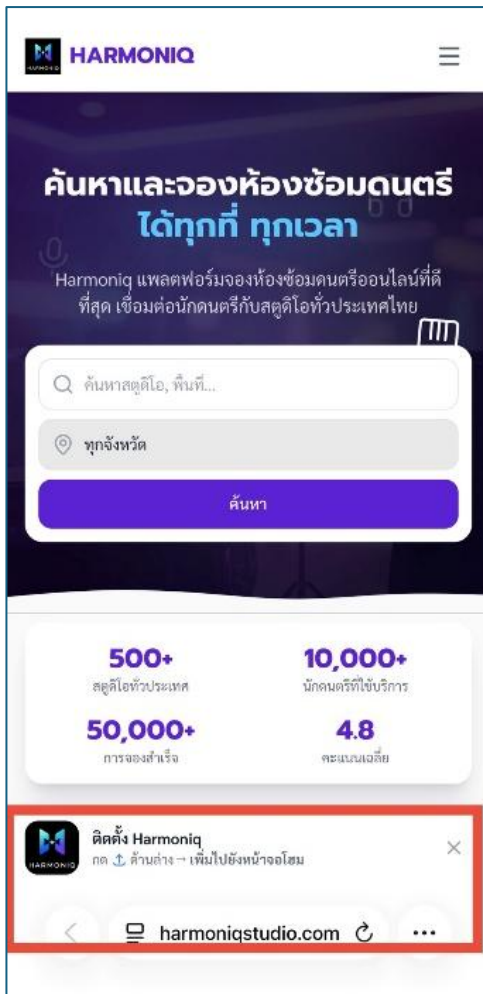 HARMONIQ
HARMONIQ
ค้นหาและจองห้องซ้อมดนตรี
ได้ทุกที่ ทุกเวลา
Harmoniq แพลตฟอร์มจองห้องซ้อมดนตรีออนไลน์ที่ดี
ที่สุด เชื่อมต่อนักดนตรีกับสตูดิโอทั่วประเทศไทย
ค้นหาสตูดิโอ, พื้นที่...
ทุกจังหวัด
ค้นหา
500+ 10,000+
สตูดิโอทั่วประเทศ นักดนตรีที่ใช้บริการ
50,000+ 4.8
การจองสำเร็จ คะแนนเฉลี่ย
ติดตั้ง Harmoniq
กด ด้านล่าง → เพิ่มไปยังหน้าจอโฮม
HARMONIQ
harmoniqstudio.com